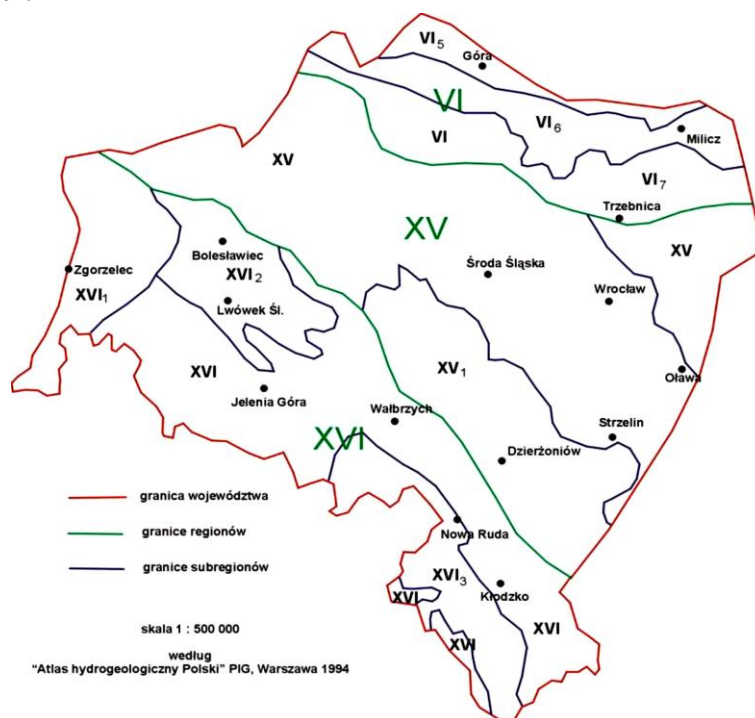 VI5
Góra
VI
VI6
VI
Milicz
XV
VI7
Trzebnica
XV
XV
Bolesławiec
Środa Śląska
Zgorzelec
XVI2
Wrocław
XVI1
Lwówek Śl.
XVI
XV1
Oława
Jelenia Góra
Wałbrzych
XVI
Strzelin
Dzierżoniów
granica województwa
granice regionów
Nowa Ruda
granice subregionów
XVI3
Kłodzko
XVI
XVI
XVI
skala 1 : 500 000
według
"Atlas hydrogeologiczny Polski" PIG, Warszawa 1994